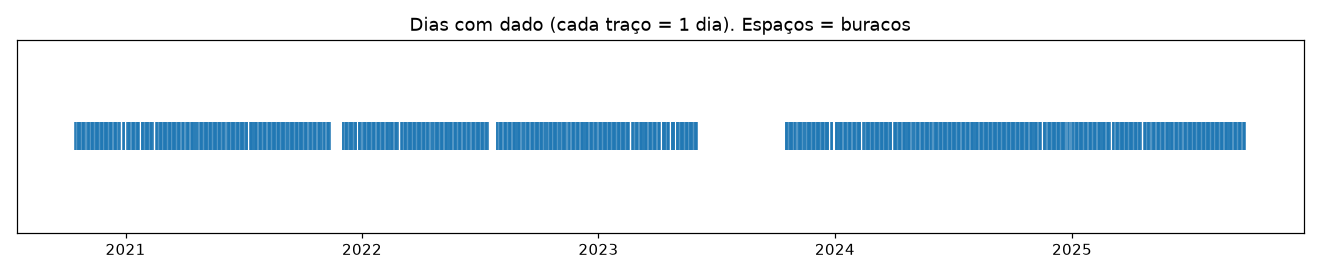 Dias com dado (cada traço = 1 dia). Espaços = buracos
2021 2022 2023 2024 2025